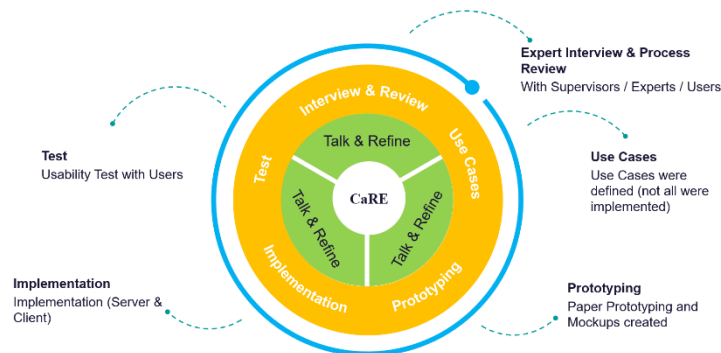 Expert Interview & Process
Review
With Supervisors / Experts / Users
Interview & Review
Talk & Refine
Test
Usability Test with Users
Test
Use Cases
Use Cases
Use Cases were
defined (not all were
implemented)
CaRE
Talk & Refine
Talk & Refine
Implementation
Prototyping
Implementation
Implementation (Server &
Client)
Prototyping
Paper Prototyping and
Mockups created